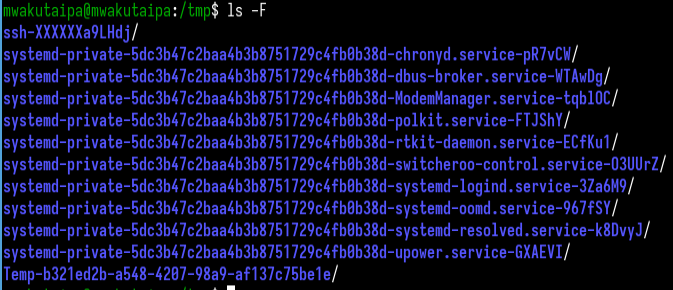 mwakutaipa@mwakutaipa:/tmp$ ls -F
ssh-XXXXXXa9LHdj/
systemd-private-5dc3b47c2baa4b3b8751729c4fb0b38d-chronyd.service-pR7vCW/
systemd-private-5dc3b47c2baa4b3b8751729c4fb0b38d-dbus-broker.service-WTAwDg/
systemd-private-5dc3b47c2baa4b3b8751729c4fb0b38d-ModemManager.service-tqblOC/
systemd-private-5dc3b47c2baa4b3b8751729c4fb0b38d-polkit.service-FTJShY/
systemd-private-5dc3b47c2baa4b3b8751729c4fb0b38d-rtkit-daemon.service-ECfKu1/
systemd-private-5dc3b47c2baa4b3b8751729c4fb0b38d-switcheroo-control.service-O3UUrZ/
systemd-private-5dc3b47c2baa4b3b8751729c4fb0b38d-systemd-logind.service-3Za6M9/
systemd-private-5dc3b47c2baa4b3b8751729c4fb0b38d-systemd-oomd.service-967fSY/
systemd-private-5dc3b47c2baa4b3b8751729c4fb0b38d-systemd-resolved.service-k8DvyJ/
systemd-private-5dc3b47c2baa4b3b8751729c4fb0b38d-upower.service-GXAEVI/
Temp-b321ed2b-a548-4207-98a9-af137c75be1e/